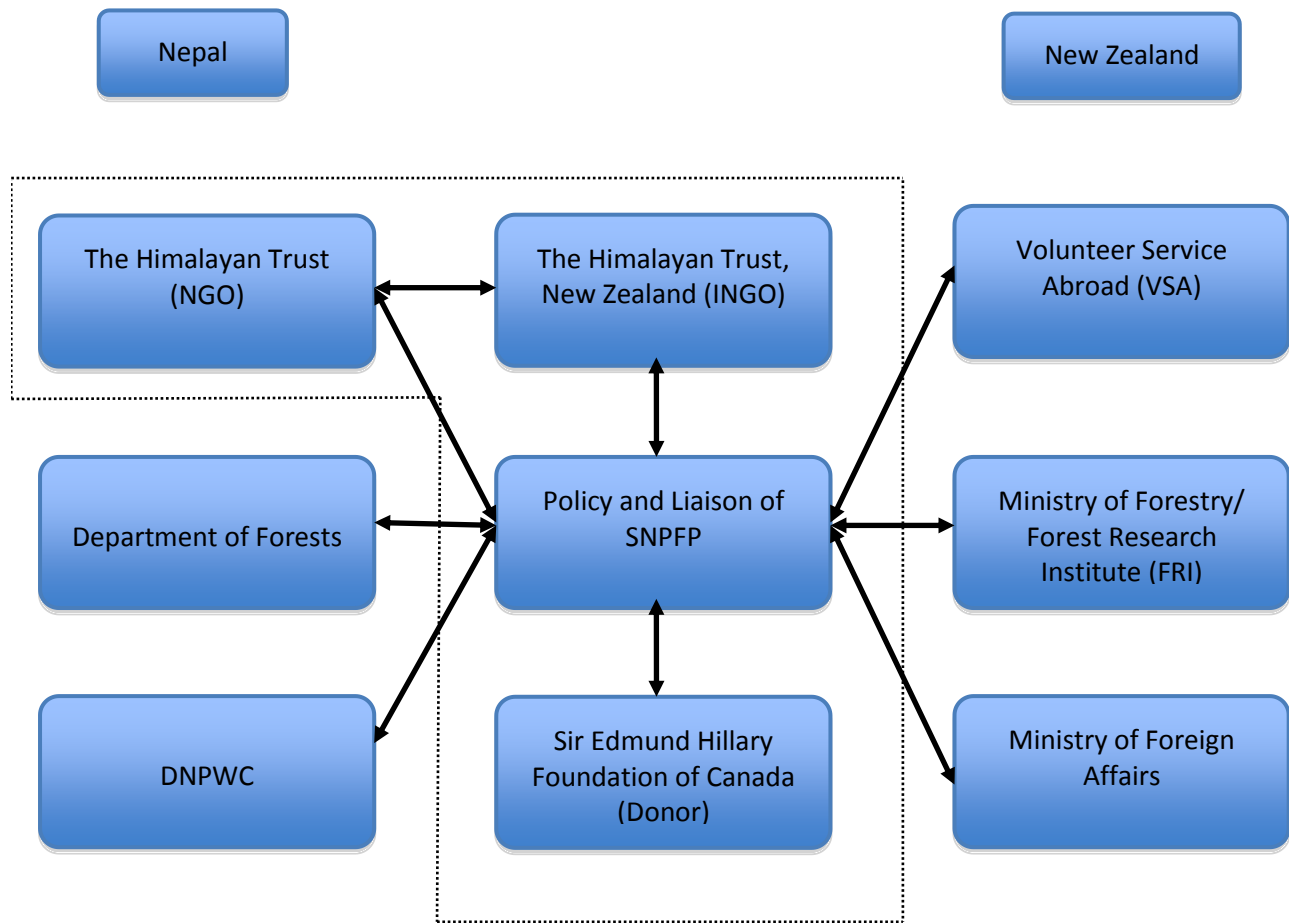 Nepal
New Zealand
The Himalayan Trust
(NGO)
The Himalayan Trust,
New Zealand (INGO)
Volunteer Service
Abroad (VSA)
Department of Forests
Policy and Liaison of
SNPFP
Ministry of Forestry/
Forest Research
Institute (FRI)
DNPWC
Sir Edmund Hillary
Foundation of Canada
(Donor)
Ministry of Foreign
Affairs